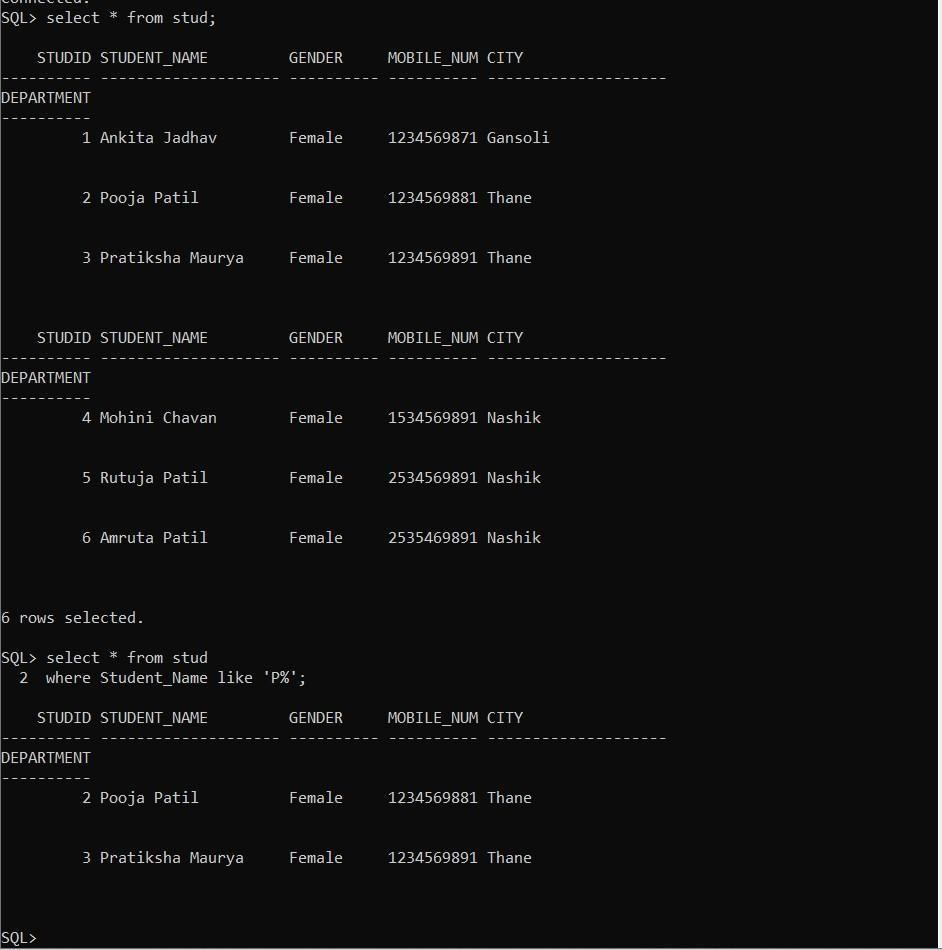 connected.
SQL> select * from stud;
    STUDID STUDENT_NAME         GENDER     MOBILE_NUM CITY
---------- -------------------- ---------- ---------- --------------------
DEPARTMENT
----------
         1 Ankita Jadhav        Female     1234569871 Gansoli
         2 Pooja Patil          Female     1234569881 Thane
         3 Pratiksha Maurya     Female     1234569891 Thane
    STUDID STUDENT_NAME         GENDER     MOBILE_NUM CITY
---------- -------------------- ---------- ---------- --------------------
DEPARTMENT
----------
         4 Mohini Chavan        Female     1534569891 Nashik
         5 Rutuja Patil         Female     2534569891 Nashik
         6 Amruta Patil         Female     2535469891 Nashik
6 rows selected.
SQL> select * from stud
  2  where Student_Name like 'P%';
    STUDID STUDENT_NAME         GENDER     MOBILE_NUM CITY
---------- -------------------- ---------- ---------- --------------------
DEPARTMENT
----------
         2 Pooja Patil          Female     1234569881 Thane
         3 Pratiksha Maurya     Female     1234569891 Thane
SQL>